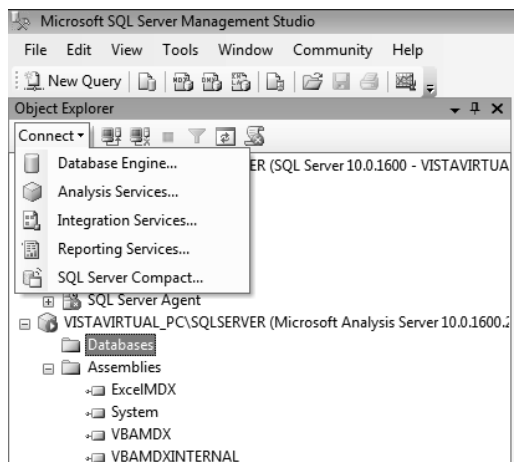 Microsoft SQL Server Management Studio
File Edit View Tools Window Community Help
New Query
Object Explorer
Connect
Database Engine...
ER (SQL Server 10.0.1600 - VISTAVIRTUA
Analysis Services...
Integration Services...
Reporting Services...
SQL Server Compact...
SQL Server Agent
VISTAVIRTUAL_PC\SQLSERVER (Microsoft Analysis Server 10.0.1600.2
Databases
Assemblies
ExcelMDX
System
VBAMDX
VBAMDXINTERNAL